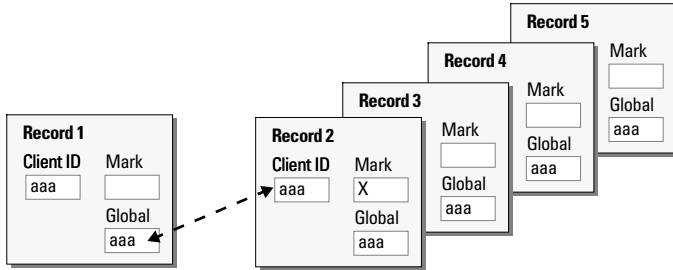 Record 1
Client ID Mark
aaa
Global
aaa
Record 2
Client ID Mark
aaa X
Global
aaa
Record 3
Mark
Global
aaa
Record 4
Mark
Global
aaa
Record 5
Mark
Global
aaa